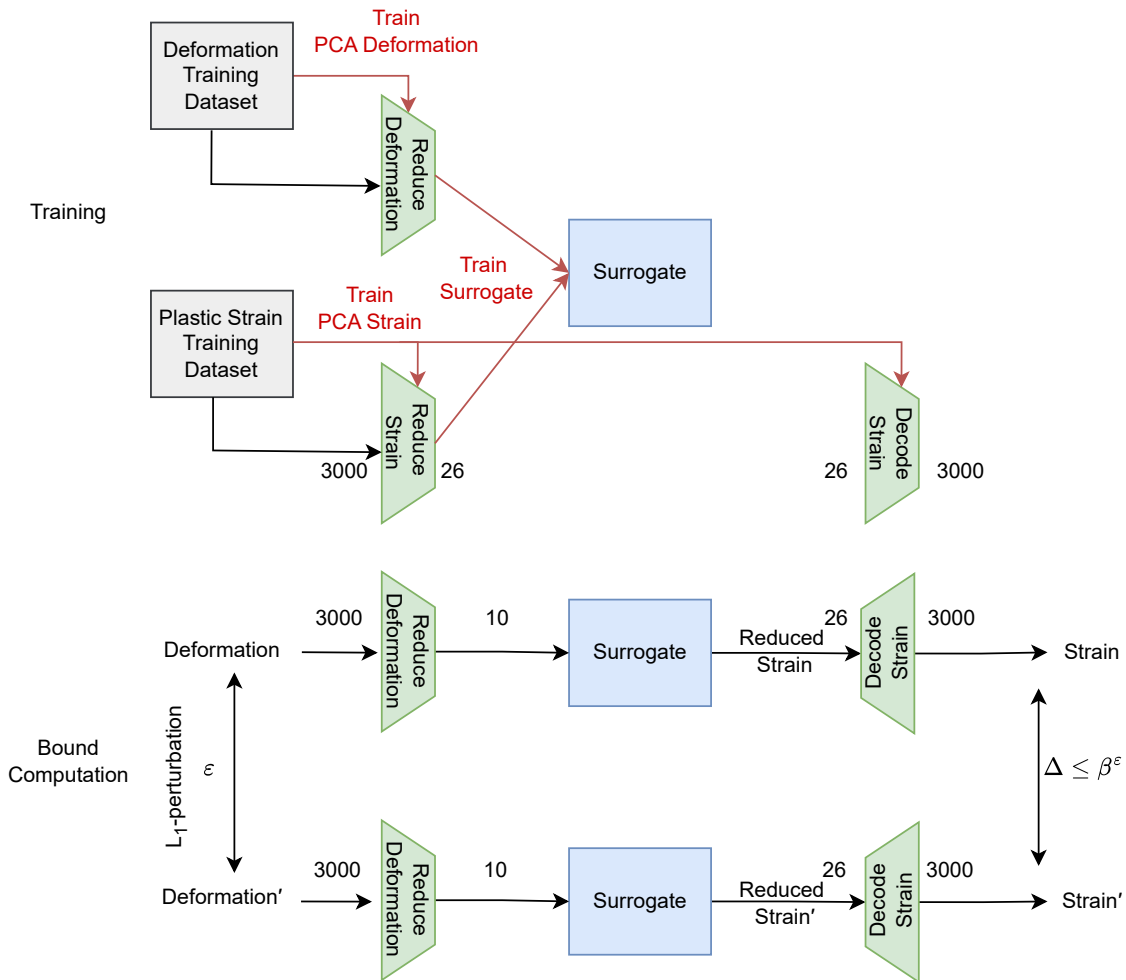 Train
PCA Deformation
Deformation
Training
Dataset
Reduce
Deformation
Training
Surrogate
Train
Surrogate
Train
PCA Strain
Plastic Strain
Training
Dataset
Reduce
Strain
3000
26
Decode
Strain
26
3000
Deformation
3000
Reduce
Deformation
10
Surrogate
26
Reduced
Strain
Decode
Strain
3000
Strain
Bound
Computation
L₁-perturbation
ε
Δ ≤ β^ε
Deformation′
3000
Reduce
Deformation
10
Surrogate
26
Reduced
Strain′
Decode
Strain
3000
Strain′